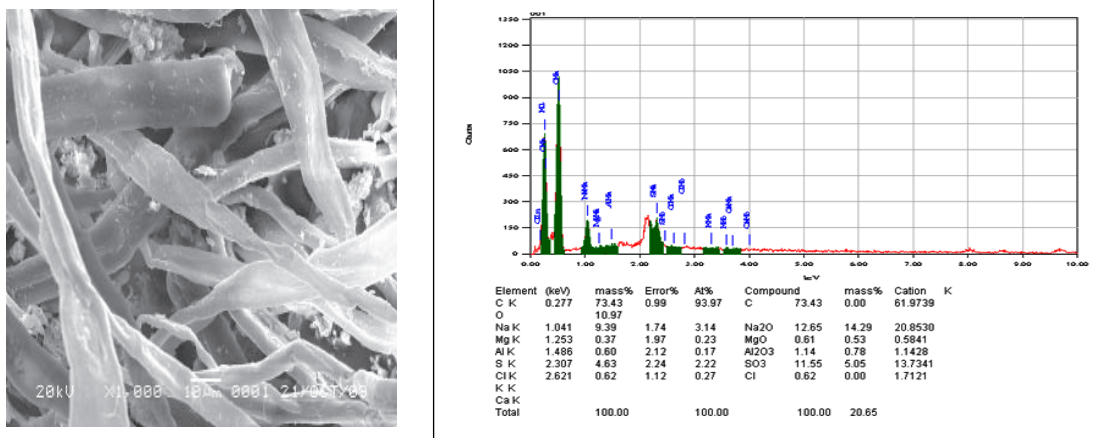 20kV X1,000 10µm 0001 21/OCT/09
001
1350
1200
1050
900
750
600
450
300
150
0
Counts
0.00 1.00 2.00 3.00 4.00 5.00 6.00 7.00 8.00 9.00 10.00
keV
Element (keV) mass% Error% At% Compound mass% Cation K
C K 0.277 73.43 0.99 93.97 C 73.43 0.00 61.9739
O 10.97
Na K 1.041 9.39 1.74 3.14 Na2O 12.65 14.29 20.8530
Mg K 1.253 0.37 1.97 0.23 MgO 0.61 0.53 0.5841
Al K 1.486 0.60 2.12 0.17 Al2O3 1.14 0.78 1.1428
S K 2.307 4.63 2.24 2.22 SO3 11.55 5.05 13.7341
Cl K 2.621 0.62 1.12 0.27 Cl 0.62 0.00 1.7121
K K
Ca K
Total 100.00 100.00 100.00 20.65